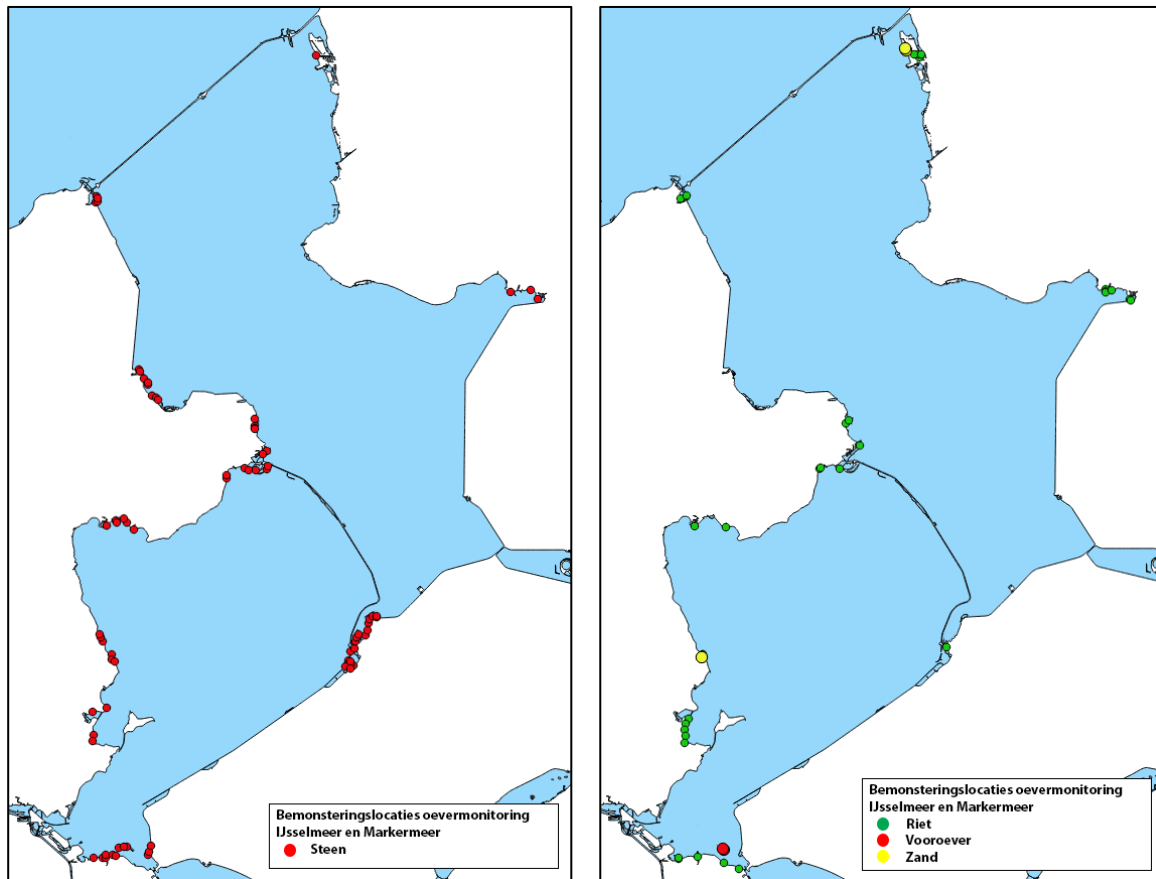 Bemonsteringslocaties oevermonitoring
IJsselmeer en Markermeer
Steen
Bemonsteringslocaties oevermonitoring
IJsselmeer en Markermeer
Riet
Vooroever
Zand